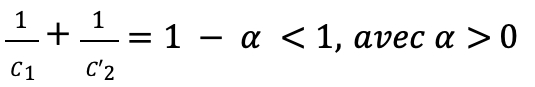 1/C₁ + 1/C'₂ = 1 − α < 1, avec α > 0